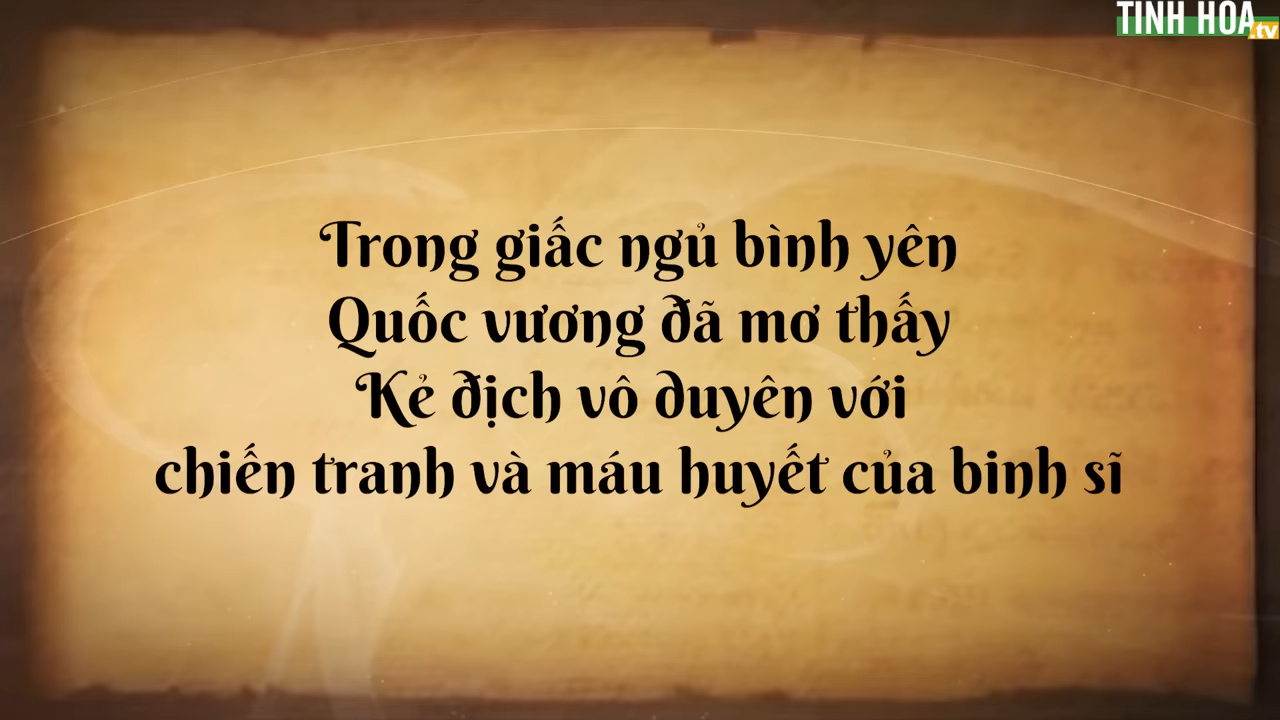 TINH HOA
.tv
Trong giấc ngủ bình yên
Quốc vương đã mơ thấy
Kẻ địch vô duyên với
chiến tranh và máu huyết của binh sĩ